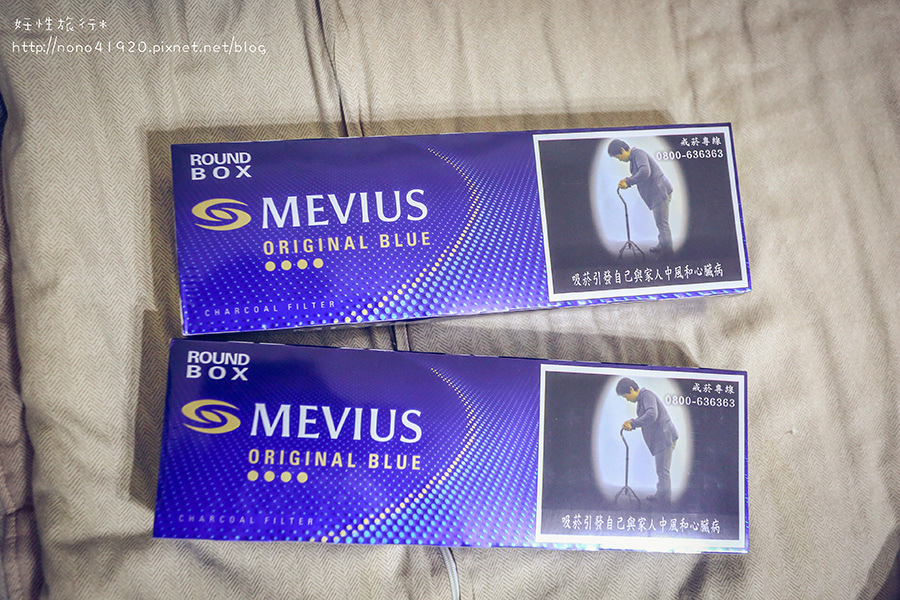 妊性旅行*
http://nono41920.pixnet.net/blog
ROUND
BOX
MEVIUS
ORIGINAL BLUE
CHARCOAL FILTER
戒菸專線
0800-636363
吸菸引發自己與家人中風和心臟病
ROUND
BOX
MEVIUS
ORIGINAL BLUE
CHARCOAL FILTER
戒菸專線
0800-636363
吸菸引發自己與家人中風和心臟病